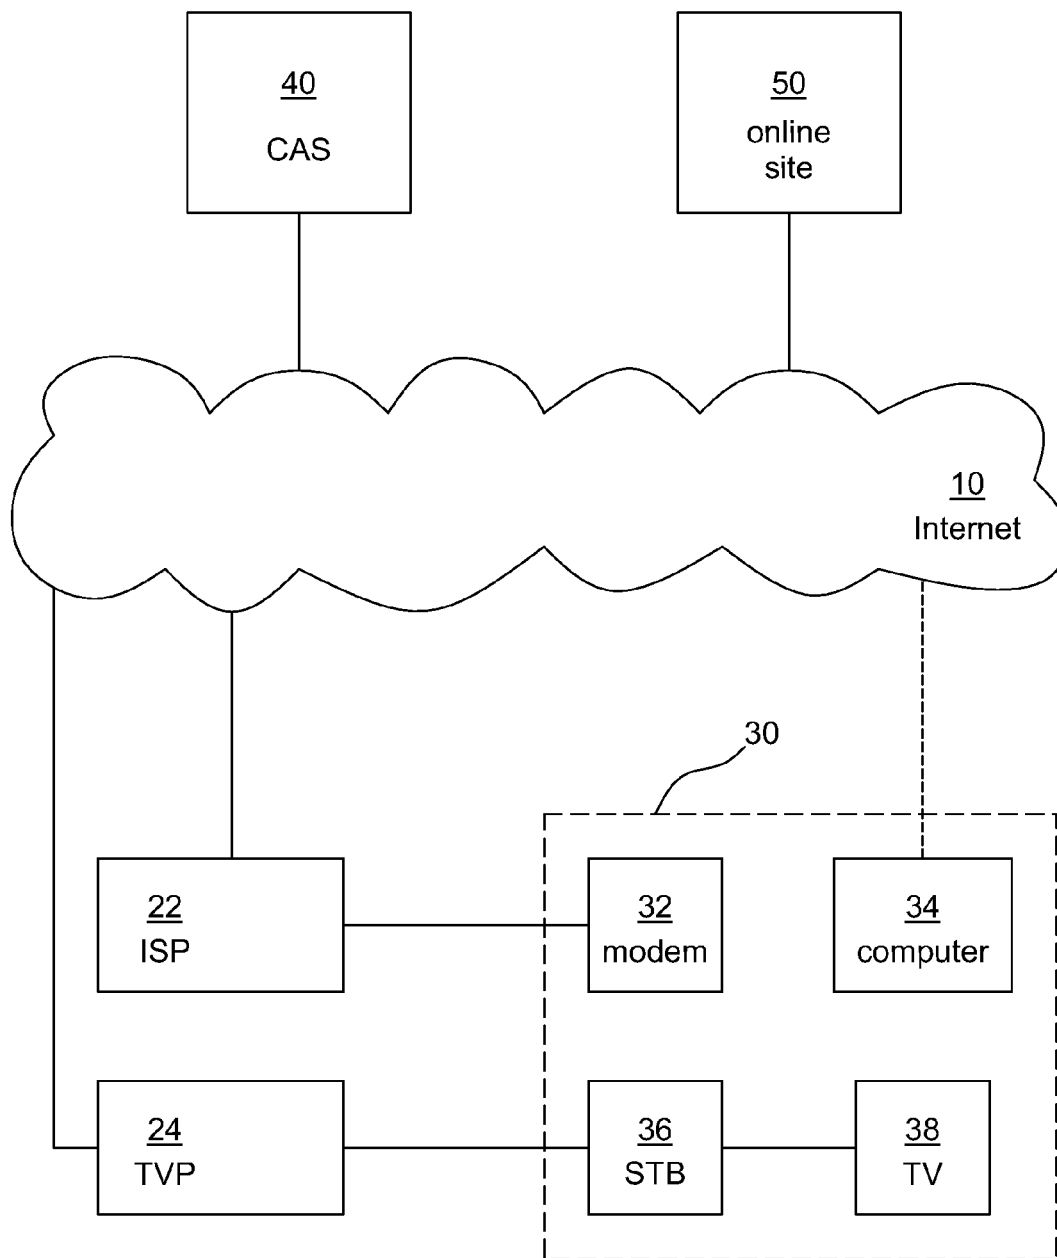 40
CAS
50
online
site
10
Internet
30
22
ISP
32
modem
34
computer
24
TVP
36
STB
38
TV